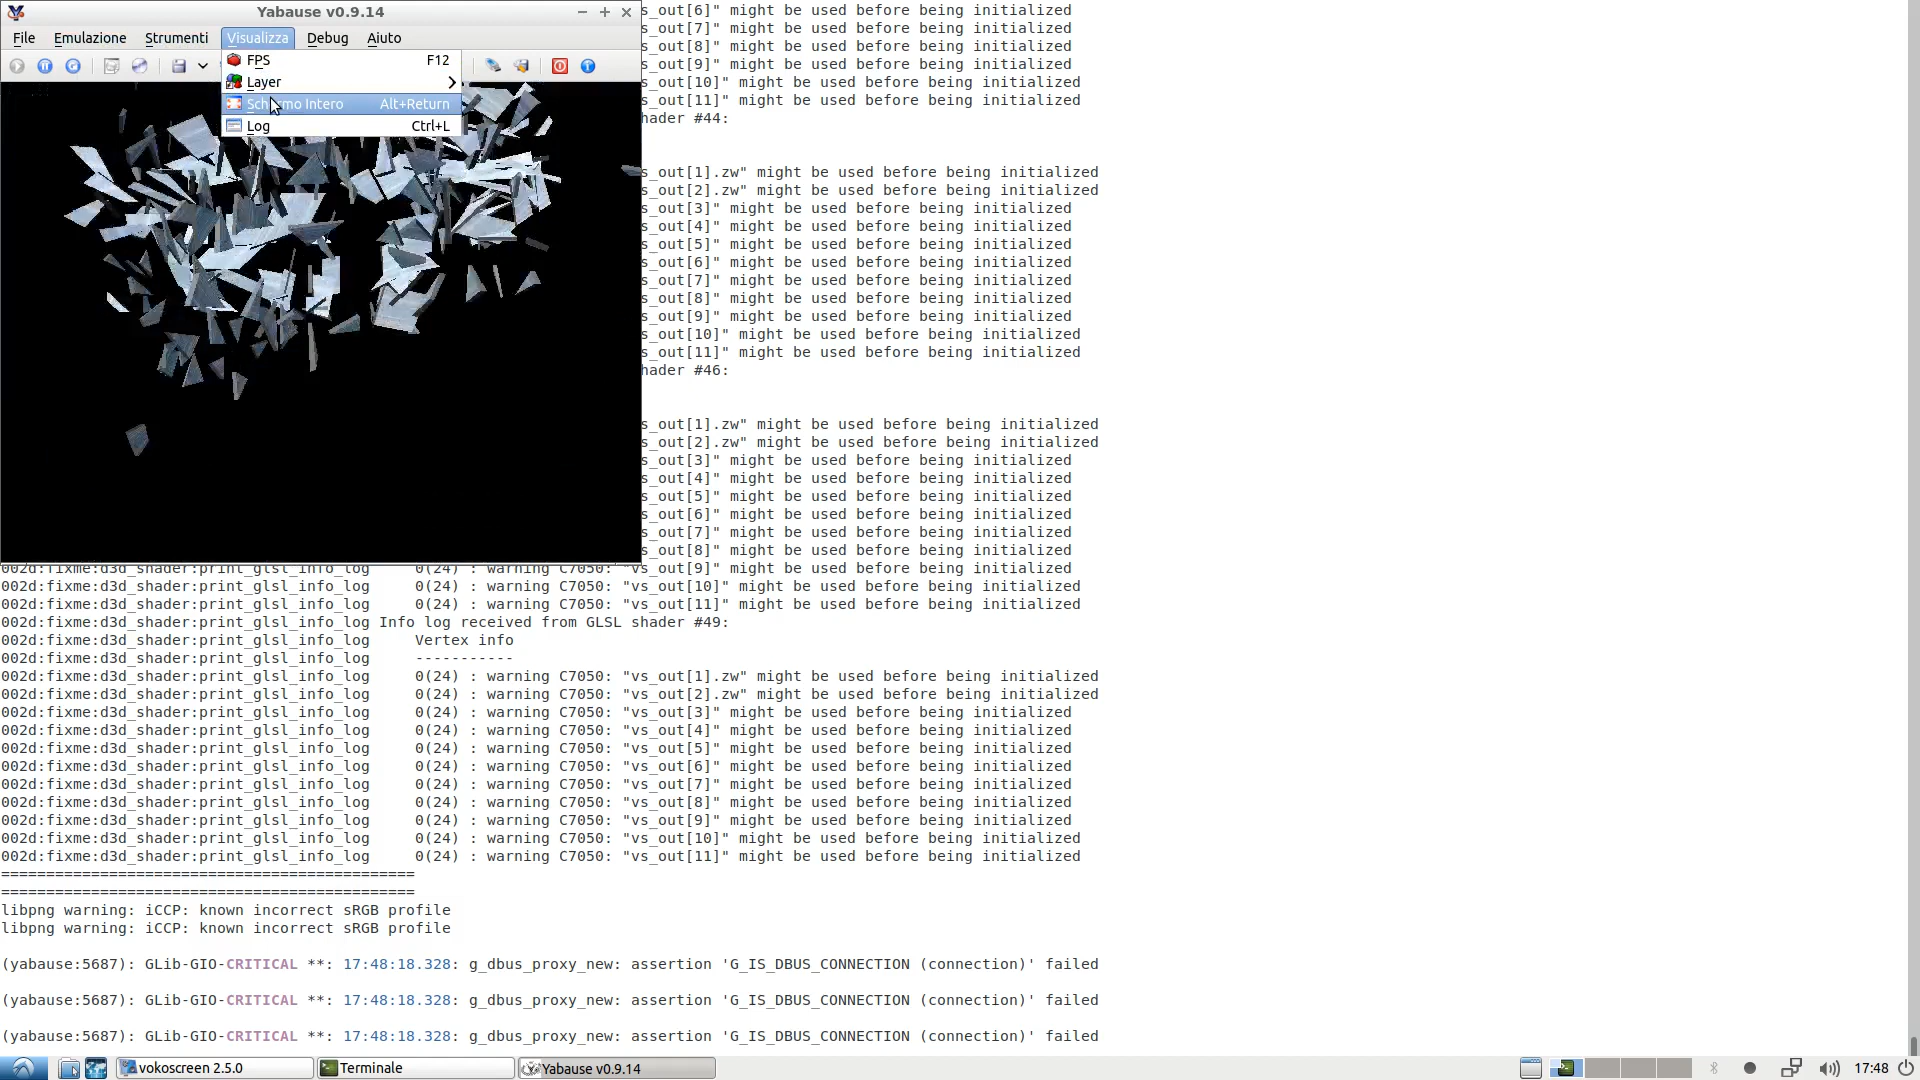 Yabause v0.9.14
File Emulazione Strumenti Visualizza Debug Aiuto
FPS F12
Layer
Schermo Intero Alt+Return
Log Ctrl+L
s_out[6]" might be used before being initialized
s_out[7]" might be used before being initialized
s_out[8]" might be used before being initialized
s_out[9]" might be used before being initialized
s_out[10]" might be used before being initialized
s_out[11]" might be used before being initialized
hader #44:
s_out[1].zw" might be used before being initialized
s_out[2].zw" might be used before being initialized
s_out[3]" might be used before being initialized
s_out[4]" might be used before being initialized
s_out[5]" might be used before being initialized
s_out[6]" might be used before being initialized
s_out[7]" might be used before being initialized
s_out[8]" might be used before being initialized
s_out[9]" might be used before being initialized
s_out[10]" might be used before being initialized
s_out[11]" might be used before being initialized
hader #46:
s_out[1].zw" might be used before being initialized
s_out[2].zw" might be used before being initialized
s_out[3]" might be used before being initialized
s_out[4]" might be used before being initialized
s_out[5]" might be used before being initialized
s_out[6]" might be used before being initialized
s_out[7]" might be used before being initialized
s_out[8]" might be used before being initialized
002d:fixme:d3d_shader:print_glsl_info_log     0(24) : warning C7050: "vs_out[9]" might be used before being initialized
002d:fixme:d3d_shader:print_glsl_info_log     0(24) : warning C7050: "vs_out[10]" might be used before being initialized
002d:fixme:d3d_shader:print_glsl_info_log     0(24) : warning C7050: "vs_out[11]" might be used before being initialized
002d:fixme:d3d_shader:print_glsl_info_log Info log received from GLSL shader #49:
002d:fixme:d3d_shader:print_glsl_info_log     Vertex info
002d:fixme:d3d_shader:print_glsl_info_log     -----------
002d:fixme:d3d_shader:print_glsl_info_log     0(24) : warning C7050: "vs_out[1].zw" might be used before being initialized
002d:fixme:d3d_shader:print_glsl_info_log     0(24) : warning C7050: "vs_out[2].zw" might be used before being initialized
002d:fixme:d3d_shader:print_glsl_info_log     0(24) : warning C7050: "vs_out[3]" might be used before being initialized
002d:fixme:d3d_shader:print_glsl_info_log     0(24) : warning C7050: "vs_out[4]" might be used before being initialized
002d:fixme:d3d_shader:print_glsl_info_log     0(24) : warning C7050: "vs_out[5]" might be used before being initialized
002d:fixme:d3d_shader:print_glsl_info_log     0(24) : warning C7050: "vs_out[6]" might be used before being initialized
002d:fixme:d3d_shader:print_glsl_info_log     0(24) : warning C7050: "vs_out[7]" might be used before being initialized
002d:fixme:d3d_shader:print_glsl_info_log     0(24) : warning C7050: "vs_out[8]" might be used before being initialized
002d:fixme:d3d_shader:print_glsl_info_log     0(24) : warning C7050: "vs_out[9]" might be used before being initialized
002d:fixme:d3d_shader:print_glsl_info_log     0(24) : warning C7050: "vs_out[10]" might be used before being initialized
002d:fixme:d3d_shader:print_glsl_info_log     0(24) : warning C7050: "vs_out[11]" might be used before being initialized
==============================================
==============================================
libpng warning: iCCP: known incorrect sRGB profile
libpng warning: iCCP: known incorrect sRGB profile
(yabause:5687): GLib-GIO-CRITICAL **: 17:48:18.328: g_dbus_proxy_new: assertion 'G_IS_DBUS_CONNECTION (connection)' failed
(yabause:5687): GLib-GIO-CRITICAL **: 17:48:18.328: g_dbus_proxy_new: assertion 'G_IS_DBUS_CONNECTION (connection)' failed
(yabause:5687): GLib-GIO-CRITICAL **: 17:48:18.328: g_dbus_proxy_new: assertion 'G_IS_DBUS_CONNECTION (connection)' failed
vokoscreen 2.5.0 Terminale Yabause v0.9.14 17:48